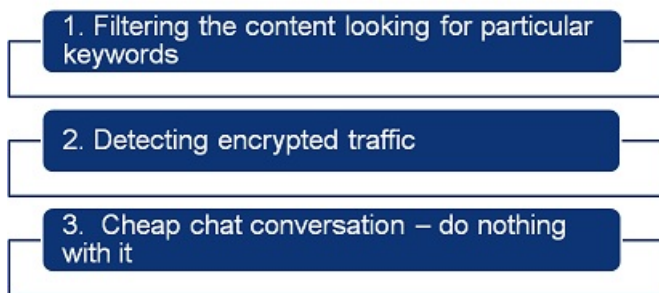 1. Filtering the content looking for particular
keywords
2. Detecting encrypted traffic
3.  Cheap chat conversation – do nothing
with it